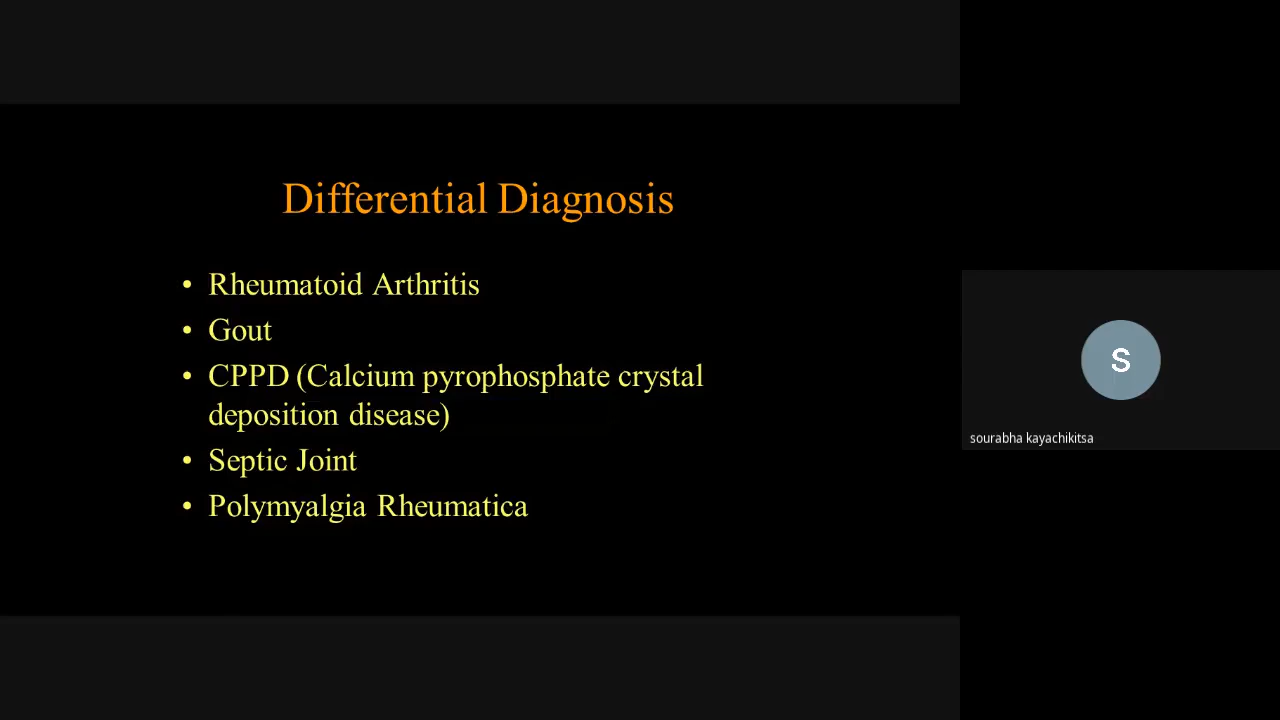 Differential Diagnosis
• Rheumatoid Arthritis
• Gout
• CPPD (Calcium pyrophosphate crystal
deposition disease)
• Septic Joint
• Polymyalgia Rheumatica
S
sourabha kayachikitsa